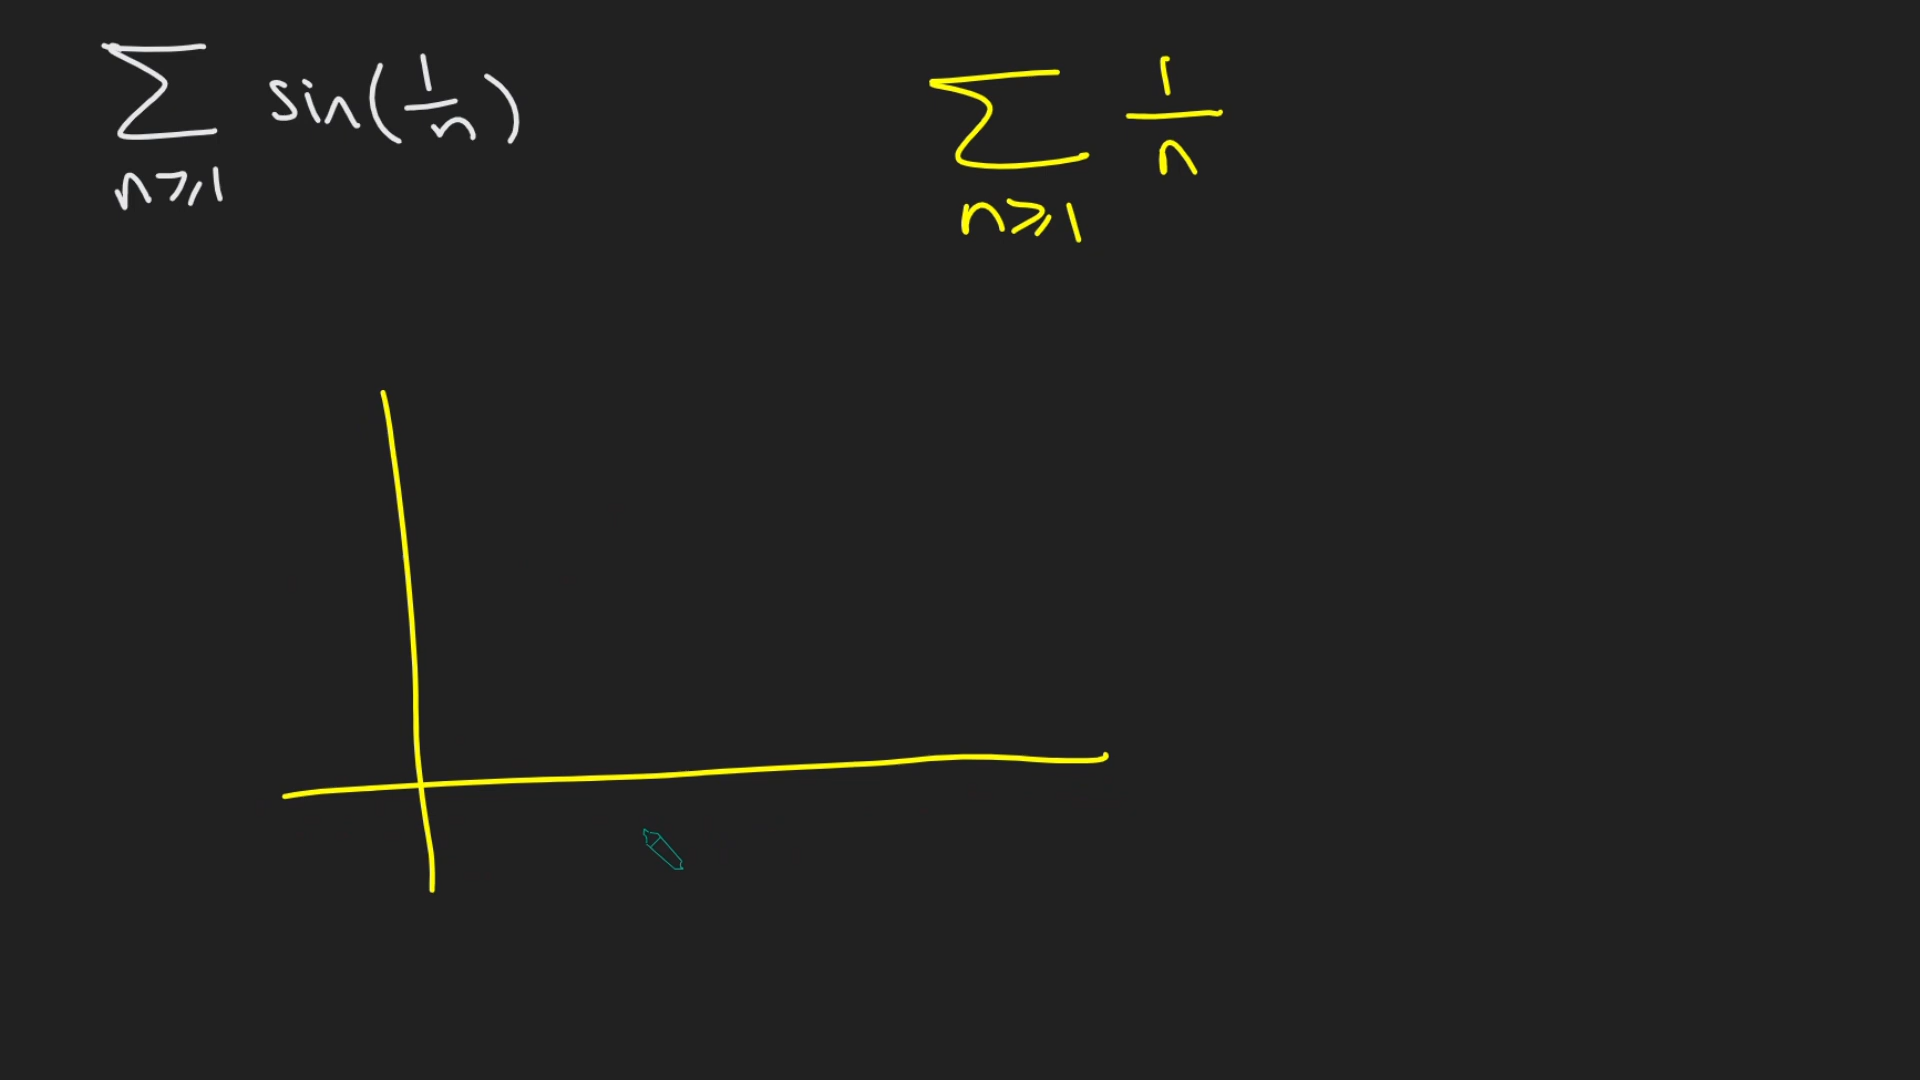 ∑ sin(1/n)
n⩾1
∑ 1/n
n⩾1